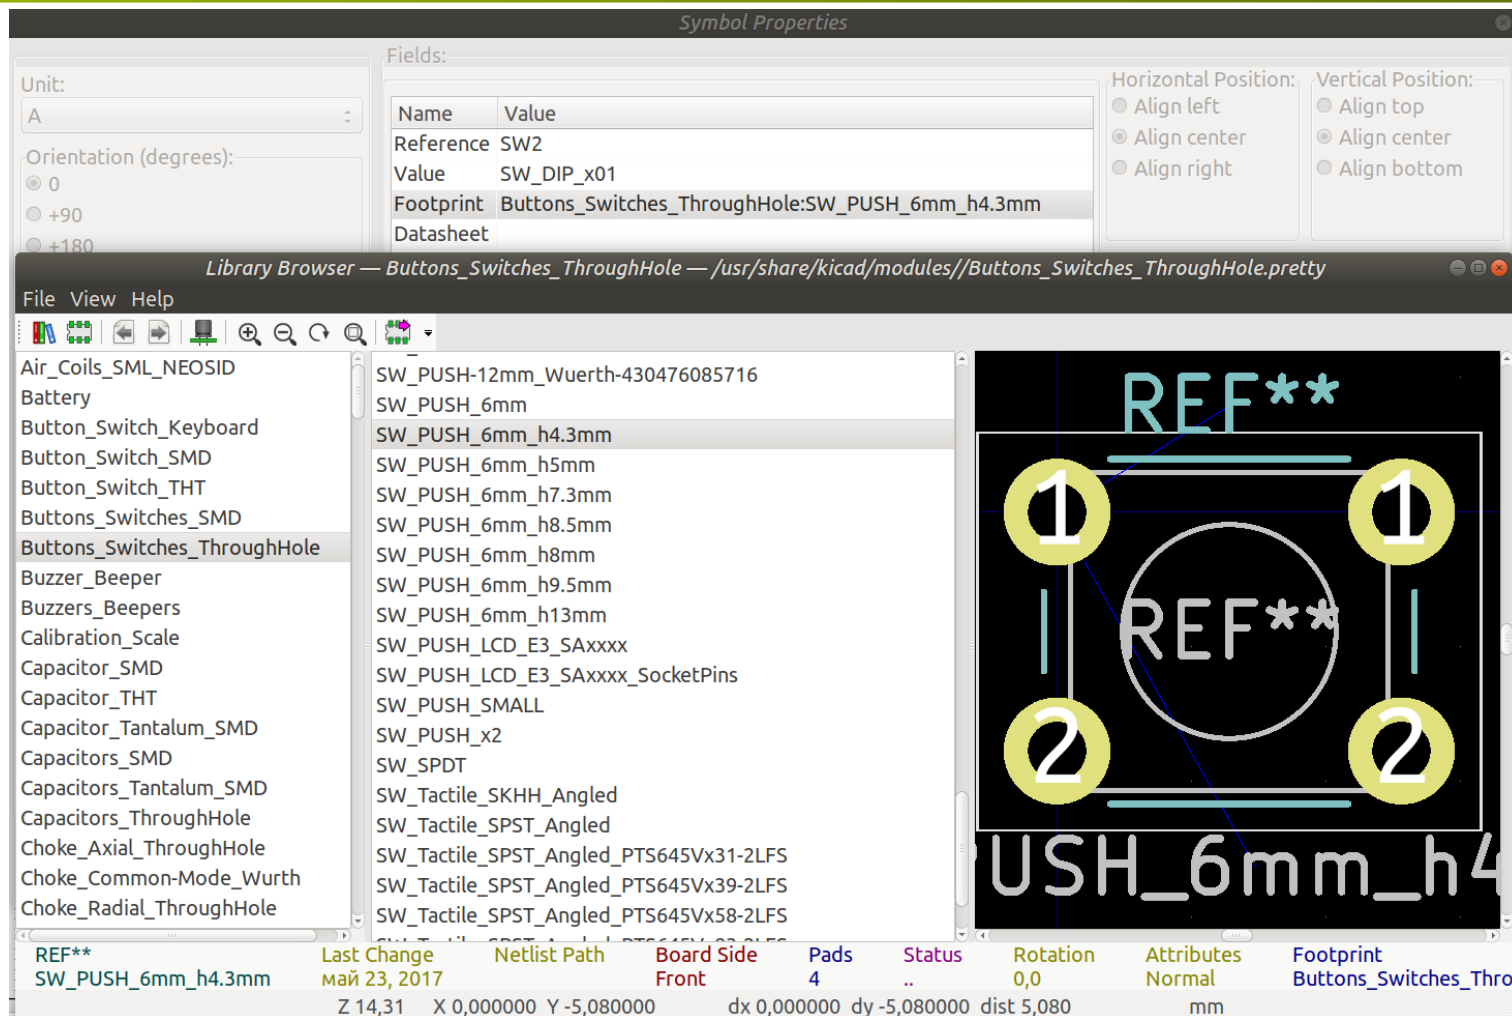 Symbol Properties
Fields:
Unit:
A
Orientation (degrees):
0
+90
+180
Name Value
Reference SW2
Value SW_DIP_x01
Footprint Buttons_Switches_ThroughHole:SW_PUSH_6mm_h4.3mm
Datasheet
Horizontal Position:
Align left
Align center
Align right
Vertical Position:
Align top
Align center
Align bottom
Library Browser — Buttons_Switches_ThroughHole — /usr/share/kicad/modules//Buttons_Switches_ThroughHole.pretty
File View Help
Air_Coils_SML_NEOSID
Battery
Button_Switch_Keyboard
Button_Switch_SMD
Button_Switch_THT
Buttons_Switches_SMD
Buttons_Switches_ThroughHole
Buzzer_Beeper
Buzzers_Beepers
Calibration_Scale
Capacitor_SMD
Capacitor_THT
Capacitor_Tantalum_SMD
Capacitors_SMD
Capacitors_Tantalum_SMD
Capacitors_ThroughHole
Choke_Axial_ThroughHole
Choke_Common-Mode_Wurth
Choke_Radial_ThroughHole
SW_PUSH-12mm_Wuerth-430476085716
SW_PUSH_6mm
SW_PUSH_6mm_h4.3mm
SW_PUSH_6mm_h5mm
SW_PUSH_6mm_h7.3mm
SW_PUSH_6mm_h8.5mm
SW_PUSH_6mm_h8mm
SW_PUSH_6mm_h9.5mm
SW_PUSH_6mm_h13mm
SW_PUSH_LCD_E3_SAxxxx
SW_PUSH_LCD_E3_SAxxxx_SocketPins
SW_PUSH_SMALL
SW_PUSH_x2
SW_SPDT
SW_Tactile_SKHH_Angled
SW_Tactile_SPST_Angled
SW_Tactile_SPST_Angled_PTS645Vx31-2LFS
SW_Tactile_SPST_Angled_PTS645Vx39-2LFS
SW_Tactile_SPST_Angled_PTS645Vx58-2LFS
REF**
1 1
REF**
2 2
PUSH_6mm_h4
REF** Last Change Netlist Path Board Side Pads Status Rotation Attributes Footprint
SW_PUSH_6mm_h4.3mm май 23, 2017 Front 4 .. 0,0 Normal Buttons_Switches_Thro
Z 14,31 X 0,000000 Y -5,080000 dx 0,000000 dy -5,080000 dist 5,080 mm